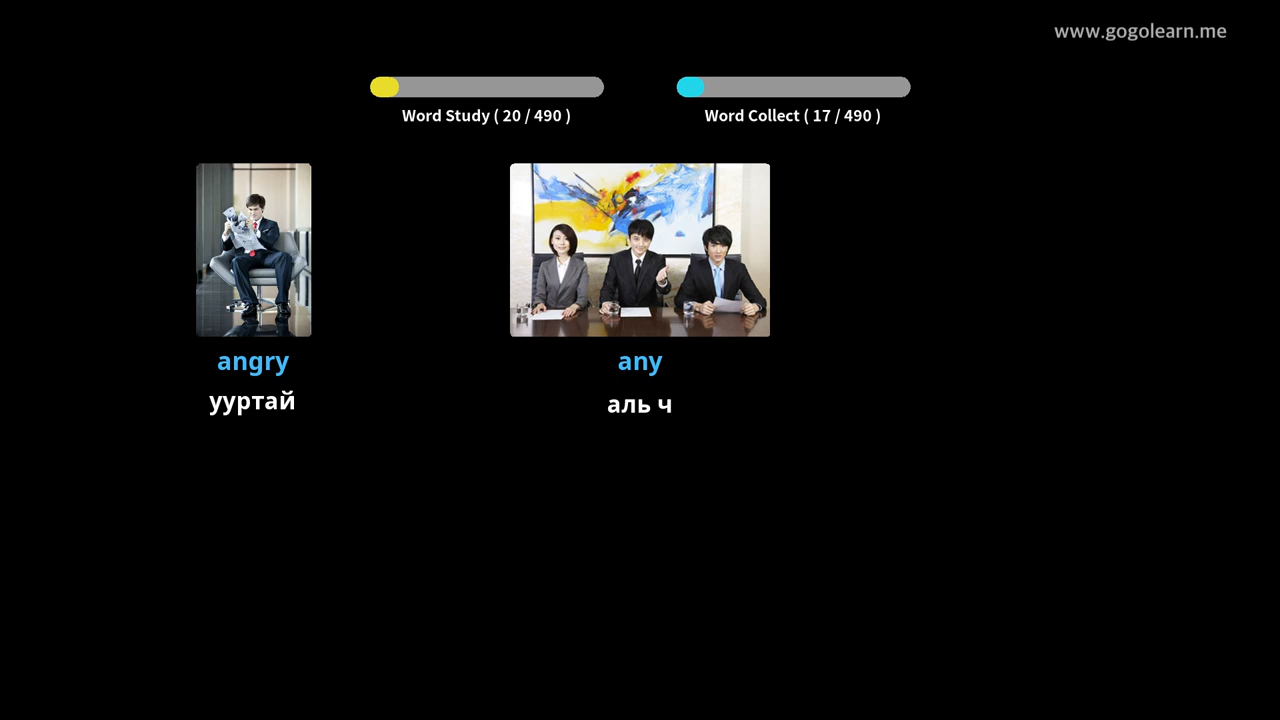 www.gogolearn.me
Word Study ( 20 / 490 )
Word Collect ( 17 / 490 )
angry
any
ууртай
аль ч